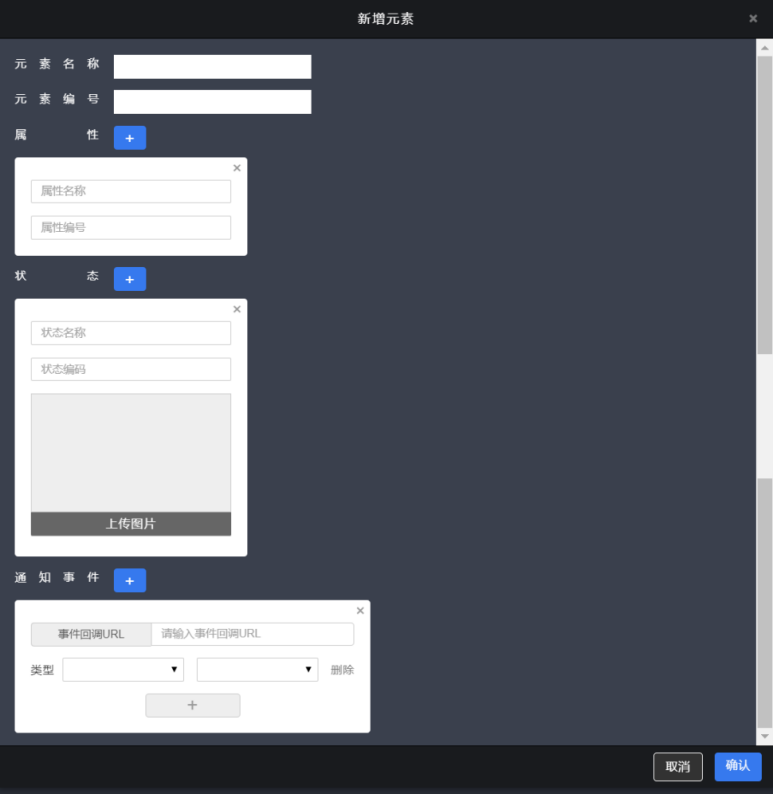 新增元素 ×
元素名称
元素编号
属性 +
×
属性名称
属性编号
状态 +
×
状态名称
状态编码
上传图片
通知事件 +
×
事件回调URL 请输入事件回调URL
类型 删除
+
取消 确认